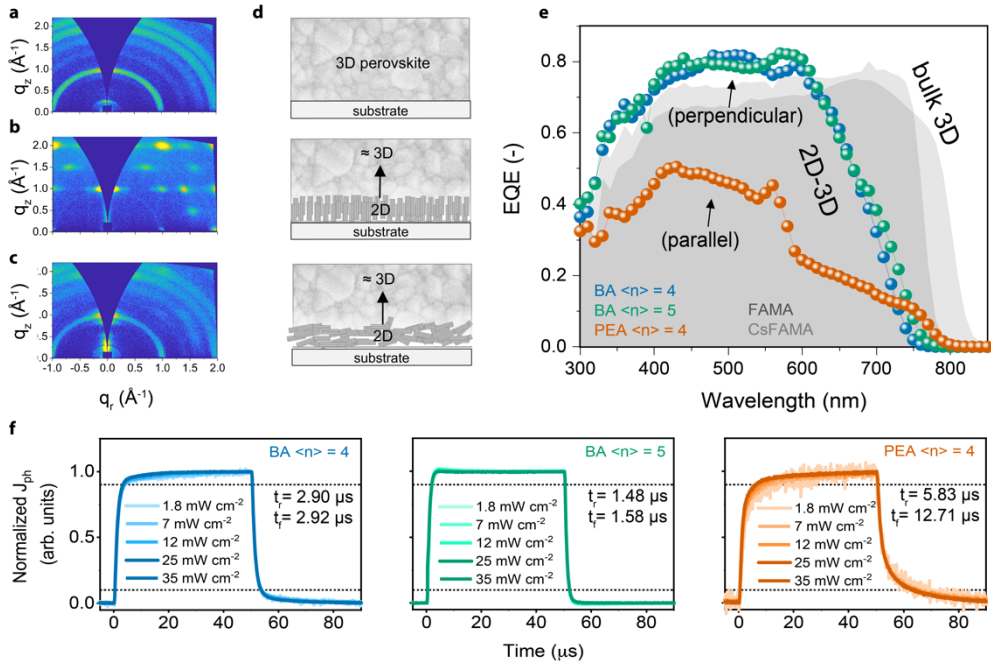 a
q_z (Å⁻¹)
2.0
1.5
1.0
0.5
0.0
b
q_z (Å⁻¹)
2.0
1.5
1.0
0.5
0.0
c
q_z (Å⁻¹)
2.0
1.5
1.0
0.5
0.0
-1.0 0.0 1.0 2.0
q_r (Å⁻¹)
d
3D perovskite
substrate
≈ 3D
2D
substrate
≈ 3D
2D
substrate
e
EQE (-)
0.8
0.6
0.4
0.2
0.0
(perpendicular)
(parallel)
2D-3D
bulk 3D
BA <n> = 4
BA <n> = 5
PEA <n> = 4
FAMA
CsFAMA
300 400 500 600 700 800
Wavelength (nm)
f
Normalized J_ph
(arb. units)
1.0
0.0
BA <n> = 4
t_r= 2.90 µs
t_f= 2.92 µs
1.8 mW cm⁻²
7 mW cm⁻²
12 mW cm⁻²
25 mW cm⁻²
35 mW cm⁻²
0 20 40 60 80
BA <n> = 5
t_r= 1.48 µs
t_f= 1.58 µs
1.8 mW cm⁻²
7 mW cm⁻²
12 mW cm⁻²
25 mW cm⁻²
35 mW cm⁻²
0 20 40 60 80
PEA <n> = 4
t_r= 5.83 µs
t_f= 12.71 µs
1.8 mW cm⁻²
7 mW cm⁻²
12 mW cm⁻²
25 mW cm⁻²
35 mW cm⁻²
0 20 40 60 80
Time (µs)